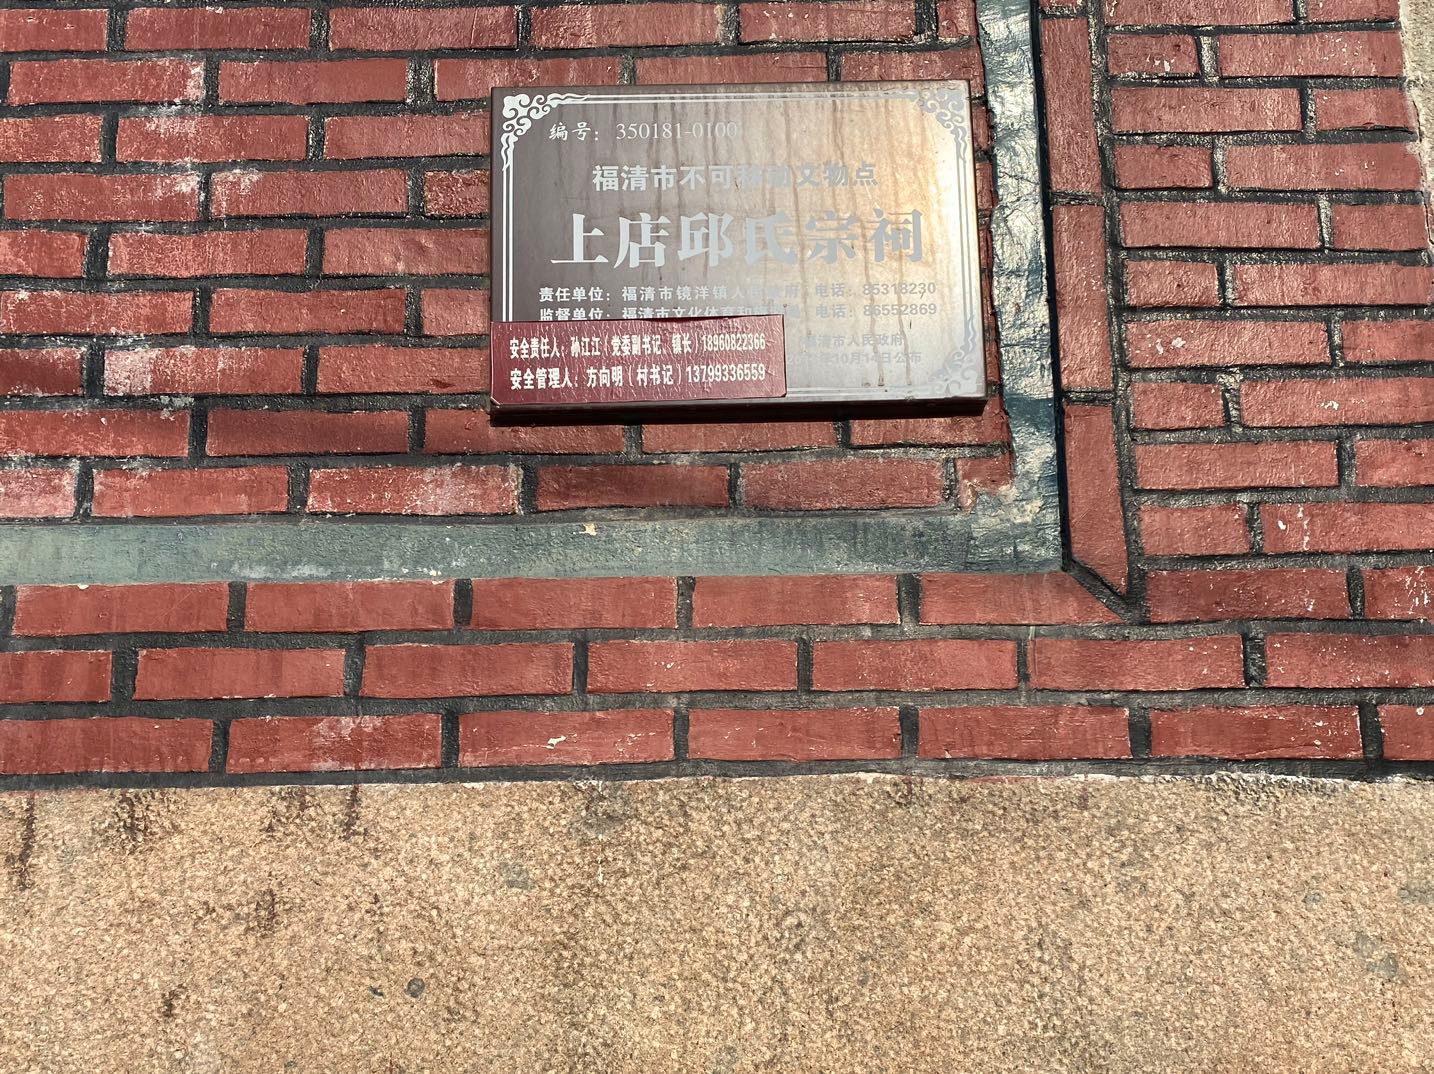 编号：350181-0100
福清市不可移动文物点
上店邱氏宗祠
责任单位：福清市镜洋镇人民政府 电话：85318230
监督单位：福清市文化体育和 电话：86552869
福清市人民政府
年10月14日公布
安全责任人：孙江江（党委副书记、镇长）18960822366
安全管理人：方向明（村书记）13799336559